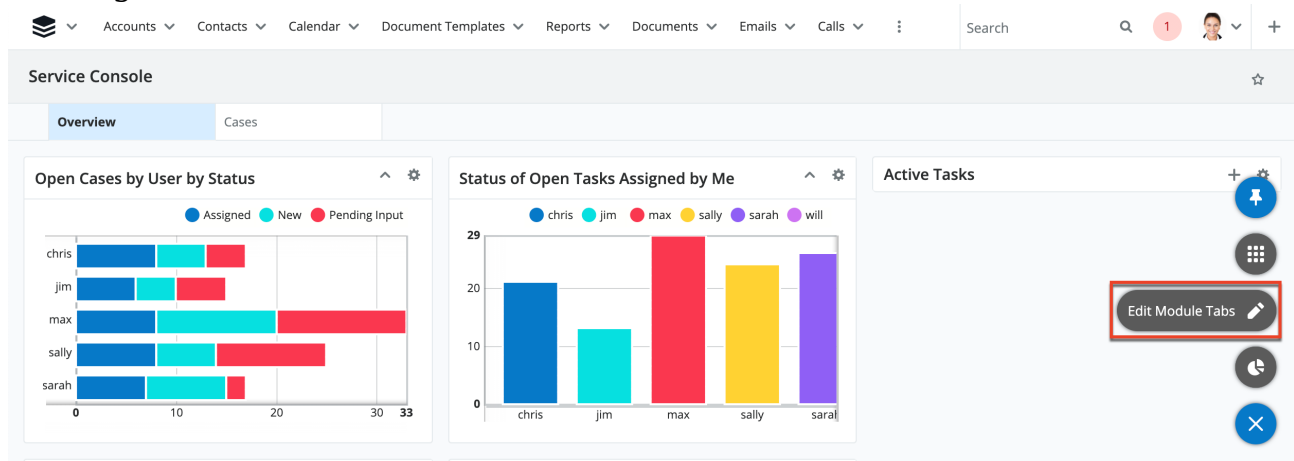 Accounts Contacts Calendar Document Templates Reports Documents Emails Calls Search 1
Service Console
Overview Cases
Open Cases by User by Status
Assigned New Pending Input
chris
jim
max
sally
sarah
0 10 20 30 33
Status of Open Tasks Assigned by Me
chris jim max sally sarah will
29
20
10
0
chris jim max sally saral
Active Tasks
Edit Module Tabs